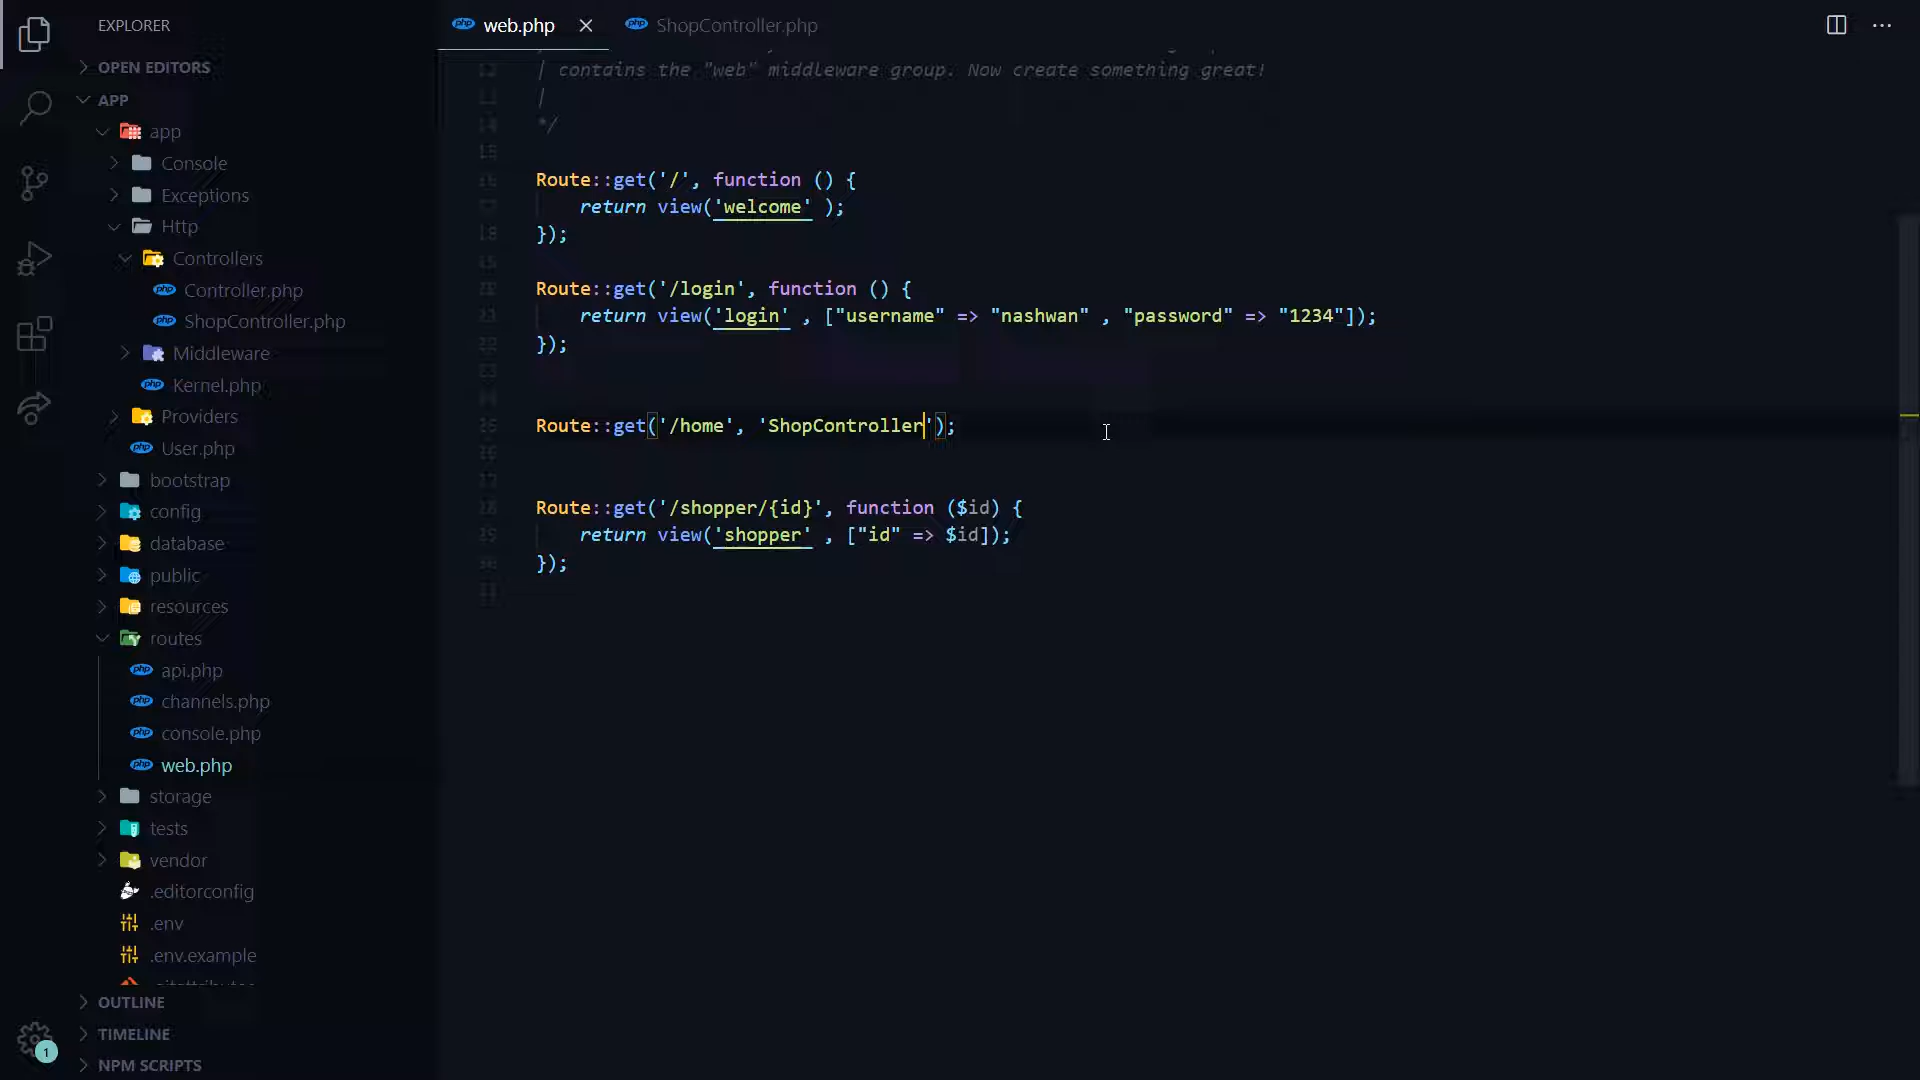 EXPLORER
OPEN EDITORS
APP
app
Console
Exceptions
Http
Controllers
Controller.php
ShopController.php
Middleware
Kernel.php
Providers
User.php
bootstrap
config
database
public
resources
routes
api.php
channels.php
console.php
web.php
storage
tests
vendor
.editorconfig
.env
.env.example
.gitattributes
OUTLINE
TIMELINE
NPM SCRIPTS
1
web.php
ShopController.php
| contains the "web" middleware group. Now create something great!
|
*/
Route::get('/', function () {
return view('welcome' );
});
Route::get('/login', function () {
return view('login' , ["username" => "nashwan" , "password" => "1234"]);
});
Route::get('/home', 'ShopController');
Route::get('/shopper/{id}', function ($id) {
return view('shopper' , ["id" => $id]);
});